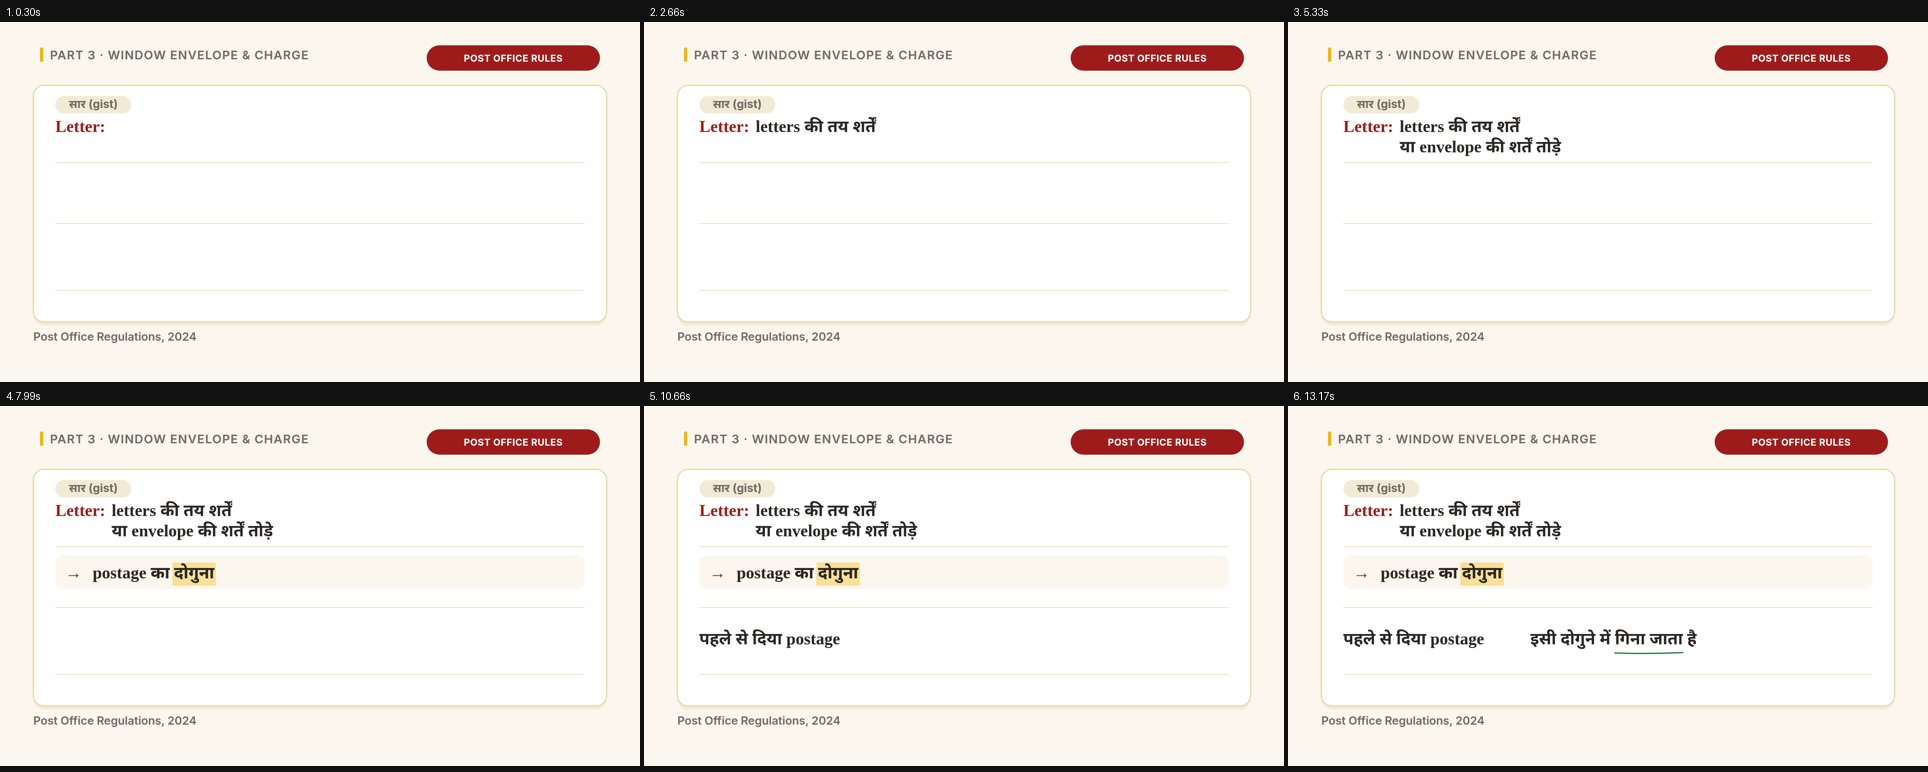 1. 0.30s
PART 3 · WINDOW ENVELOPE & CHARGE
POST OFFICE RULES
सार (gist)
Letter:
Post Office Regulations, 2024
2. 2.66s
PART 3 · WINDOW ENVELOPE & CHARGE
POST OFFICE RULES
सार (gist)
Letter: letters की तय शर्तें
Post Office Regulations, 2024
3. 5.33s
PART 3 · WINDOW ENVELOPE & CHARGE
POST OFFICE RULES
सार (gist)
Letter: letters की तय शर्तें
या envelope की शर्तें तोड़े
Post Office Regulations, 2024
4. 7.99s
PART 3 · WINDOW ENVELOPE & CHARGE
POST OFFICE RULES
सार (gist)
Letter: letters की तय शर्तें
या envelope की शर्तें तोड़े
→ postage का दोगुना
Post Office Regulations, 2024
5. 10.66s
PART 3 · WINDOW ENVELOPE & CHARGE
POST OFFICE RULES
सार (gist)
Letter: letters की तय शर्तें
या envelope की शर्तें तोड़े
→ postage का दोगुना
पहले से दिया postage
Post Office Regulations, 2024
6. 13.17s
PART 3 · WINDOW ENVELOPE & CHARGE
POST OFFICE RULES
सार (gist)
Letter: letters की तय शर्तें
या envelope की शर्तें तोड़े
→ postage का दोगुना
पहले से दिया postage इसी दोगुने में गिना जाता है
Post Office Regulations, 2024